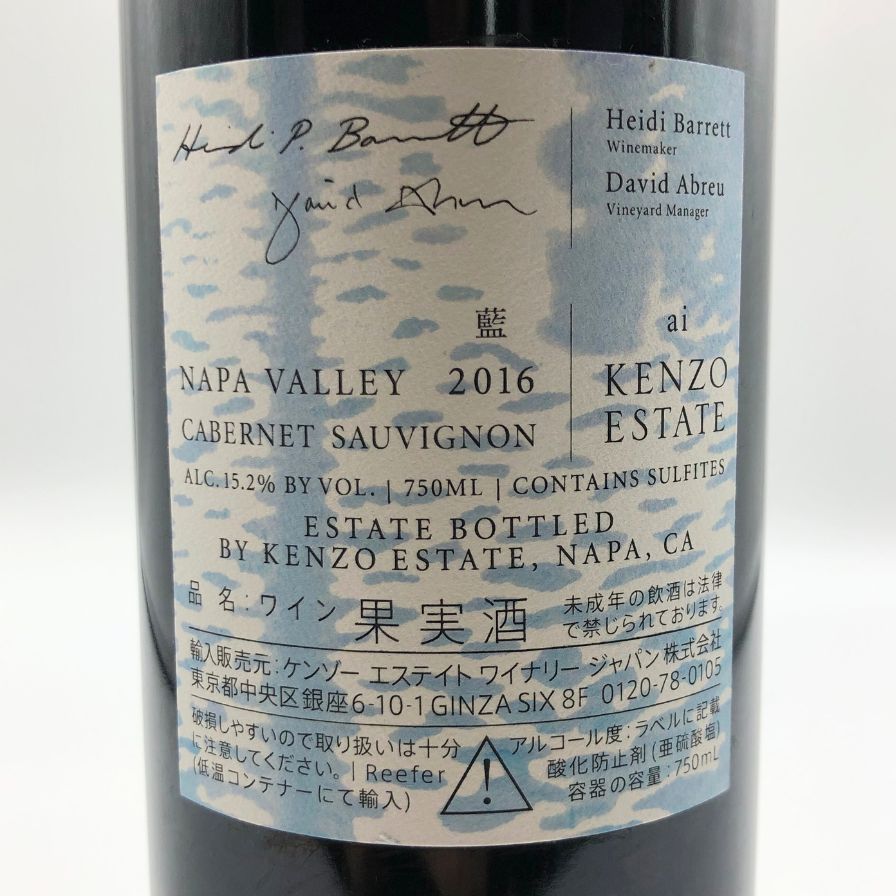 Heidi P. Barrett
David Abreu
Heidi Barrett
Winemaker
David Abreu
Vineyard Manager
藍
ai
NAPA VALLEY 2016
CABERNET SAUVIGNON
KENZO
ESTATE
ALC. 15.2% BY VOL. | 750ML | CONTAINS SULFITES
ESTATE BOTTLED
BY KENZO ESTATE, NAPA, CA
品 名：ワイン 果実酒
未成年の飲酒は法律
で禁じられております。
輸入販売元：ケンゾー エステイト ワイナリー ジャパン 株式会社
東京都中央区銀座6-10-1 GINZA SIX 8F 0120-78-0105
破損しやすいので取り扱いは十分
に注意してください。| Reefer
(低温コンテナーにて輸入)
!
アルコール度：ラベルに記載
酸化防止剤 (亜硫酸塩)
容器の容量：750mL